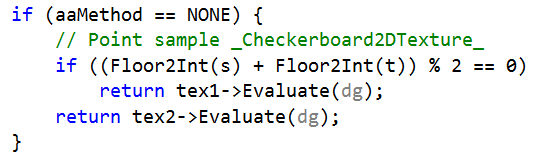 if (aaMethod == NONE) {
    // Point sample _Checkerboard2DTexture_
    if ((Floor2Int(s) + Floor2Int(t)) % 2 == 0)
        return tex1->Evaluate(dg);
    return tex2->Evaluate(dg);
}